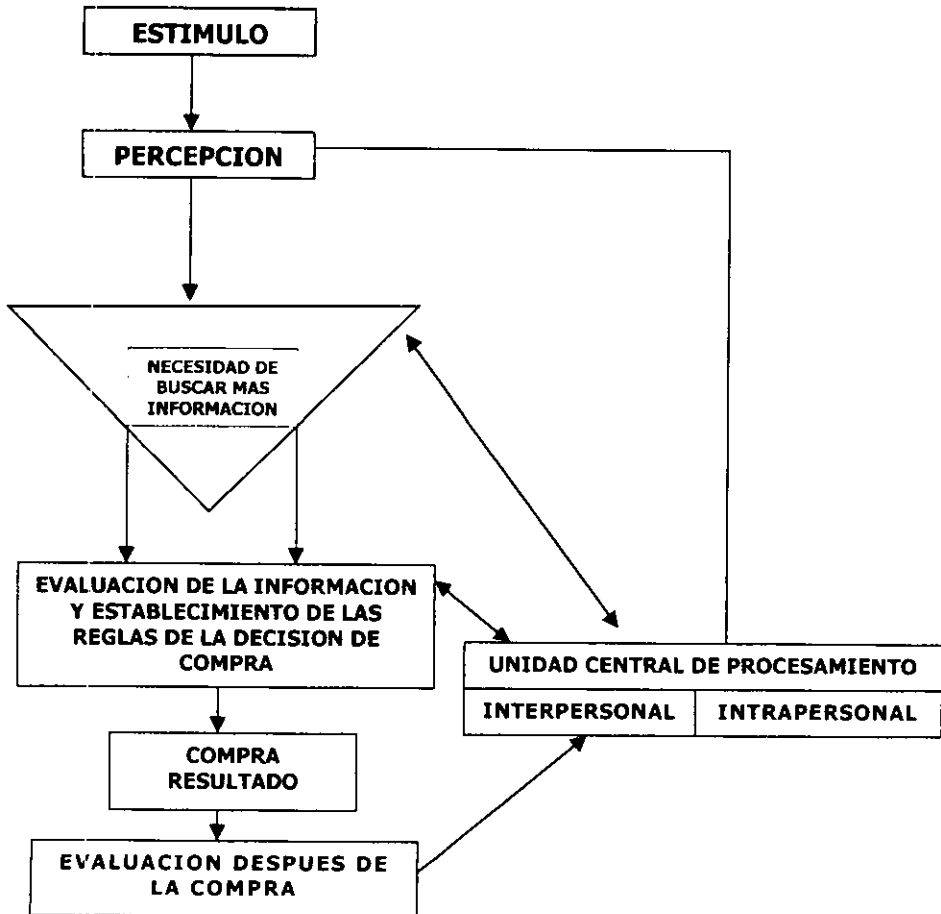 ESTIMULO
PERCEPCION
NECESIDAD DE
BUSCAR MAS
INFORMACION
EVALUACION DE LA INFORMACION
Y ESTABLECIMIENTO DE LAS
REGLAS DE LA DECISION DE
COMPRA
UNIDAD CENTRAL DE PROCESAMIENTO
INTERPERSONAL
INTRAPERSONAL
COMPRA
RESULTADO
EVALUACION DESPUES DE
LA COMPRA